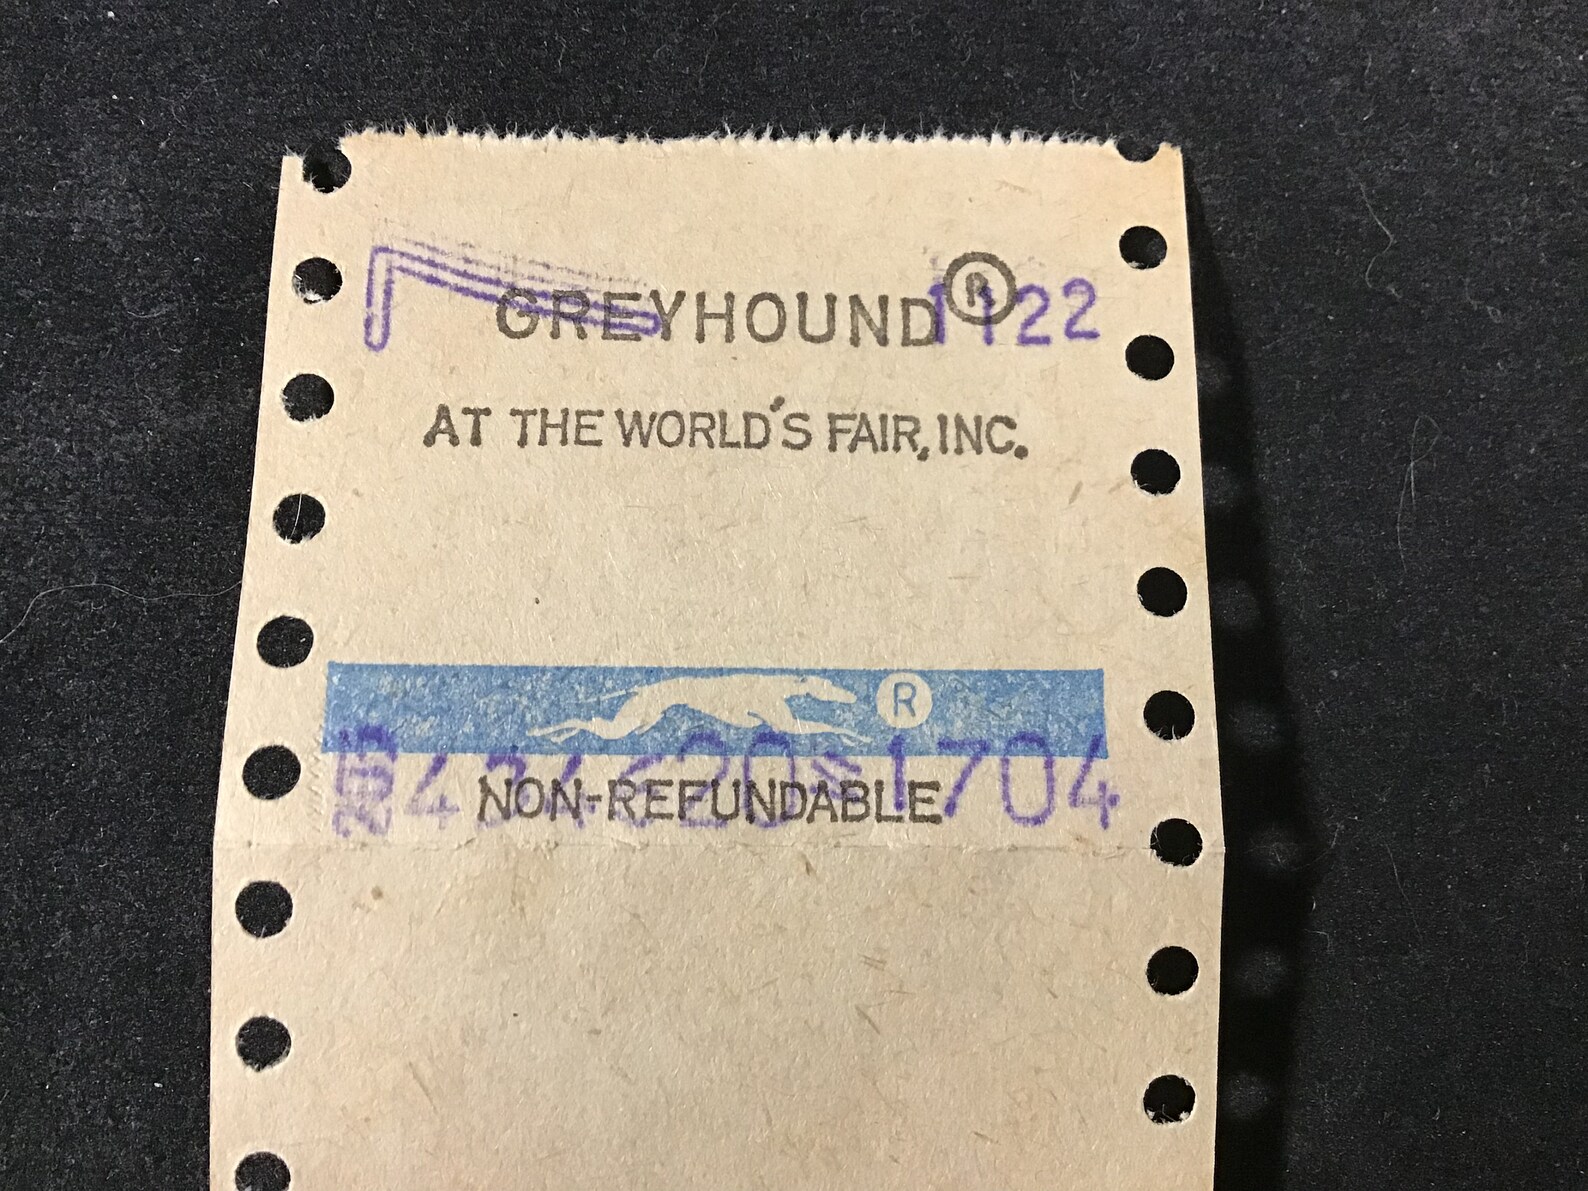 GREYHOUND® 1122
AT THE WORLD'S FAIR, INC.
®
1704
NON-REFUNDABLE